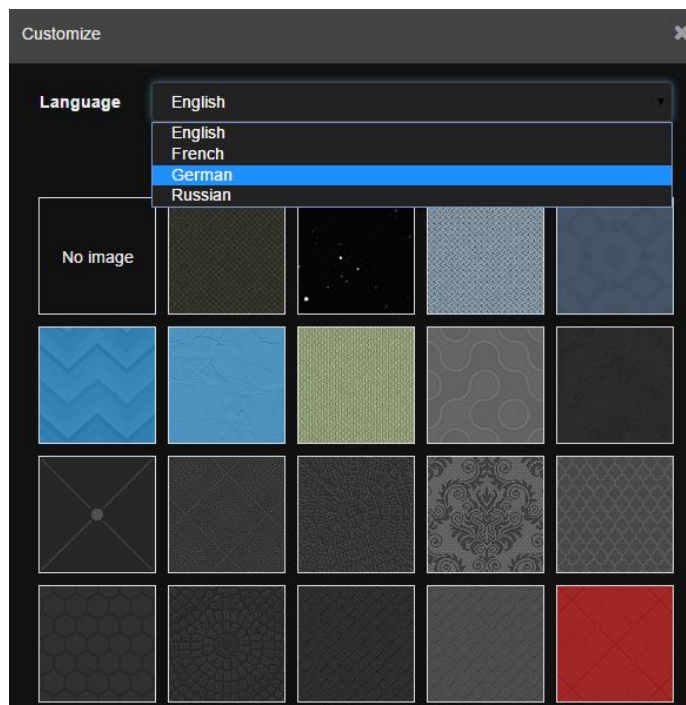 Customize
Language
English
English
French
German
Russian
No image